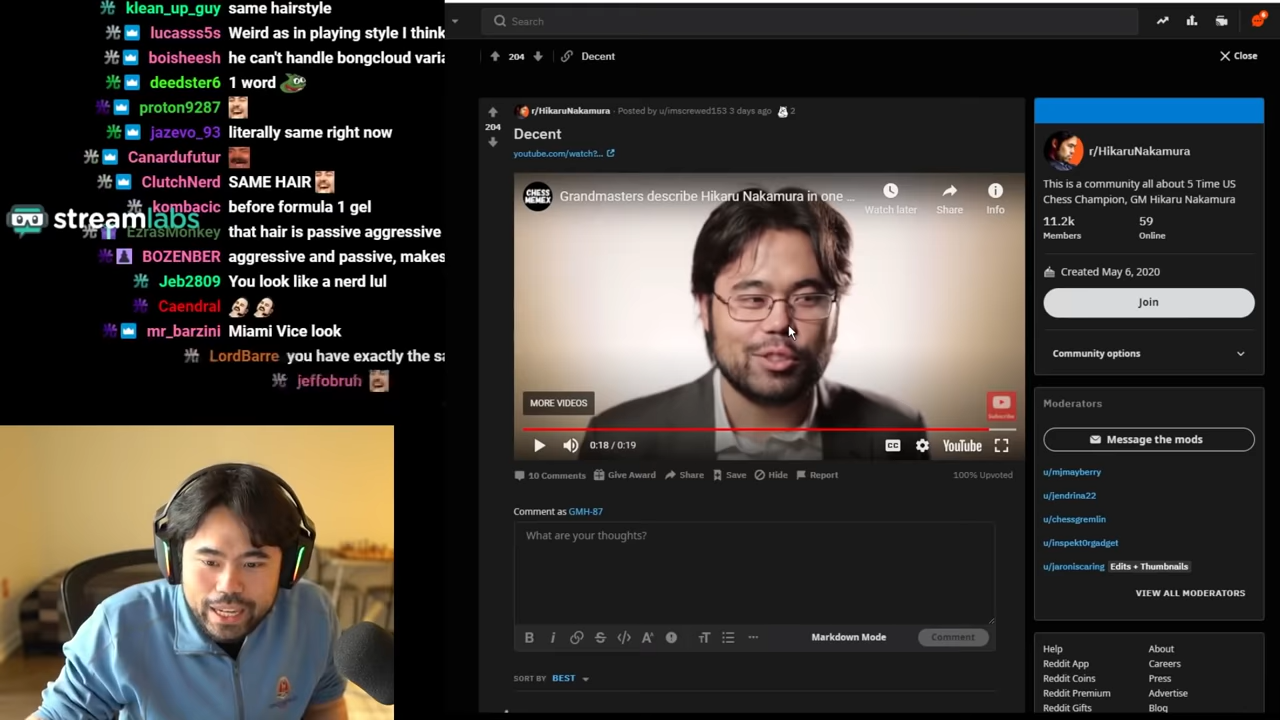 klean_up_guy same hairstyle
lucasss5s Weird as in playing style I think
boisheesh he can't handle bongcloud varia
deedster6 1 word
proton9287
jazevo_93 literally same right now
Canardufutur
ClutchNerd SAME HAIR
kombacic before formula 1 gel
streamlabs
EzrasMonkey that hair is passive aggressive
BOZENBER aggressive and passive, makes
Jeb2809 You look like a nerd lul
Caendral
mr_barzini Miami Vice look
LordBarre you have exactly the sa
jeffobruh
Search
204 Decent
Close
r/HikaruNakamura · Posted by u/imscrewed153 3 days ago 2
204
Decent
youtube.com/watch?...
CHESS MEMEX
Grandmasters describe Hikaru Nakamura in one ...
Watch later Share Info
MORE VIDEOS
Subscribe
0:18 / 0:19
CC YouTube
10 Comments Give Award Share Save Hide Report 100% Upvoted
Comment as GMH-87
What are your thoughts?
B i Markdown Mode Comment
SORT BY BEST
r/HikaruNakamura
This is a community all about 5 Time US
Chess Champion, GM Hikaru Nakamura
11.2k 59
Members Online
Created May 6, 2020
Join
Community options
Moderators
Message the mods
u/mjmayberry
u/jendrina22
u/chessgremlin
u/inspekt0rgadget
u/jaroniscaring Edits + Thumbnails
VIEW ALL MODERATORS
Help About
Reddit App Careers
Reddit Coins Press
Reddit Premium Advertise
Reddit Gifts Blog